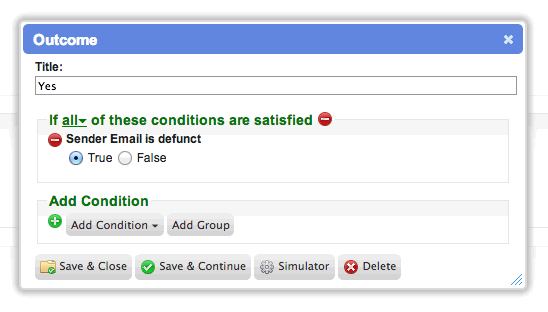 Outcome
Title:
Yes
If all of these conditions are satisfied
Sender Email is defunct
True False
Add Condition
Add Condition Add Group
Save & Close Save & Continue Simulator Delete